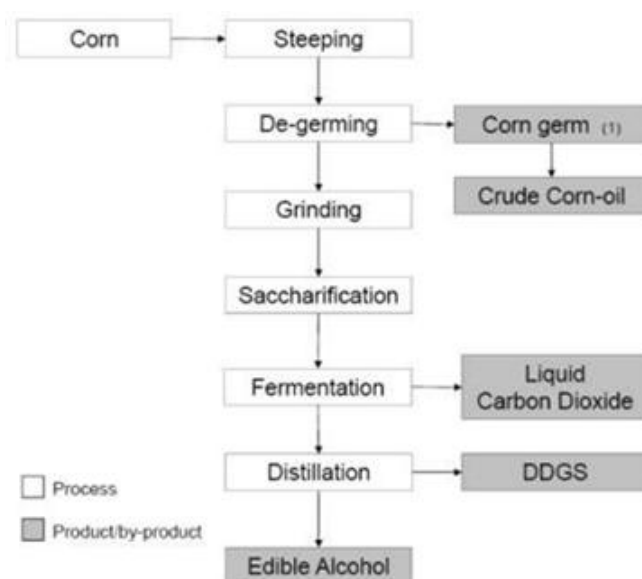 Corn
Steeping
De-germing
Corn germ (1)
Crude Corn-oil
Grinding
Saccharification
Fermentation
Liquid
Carbon Dioxide
Distillation
DDGS
Process
Product/by-product
Edible Alcohol